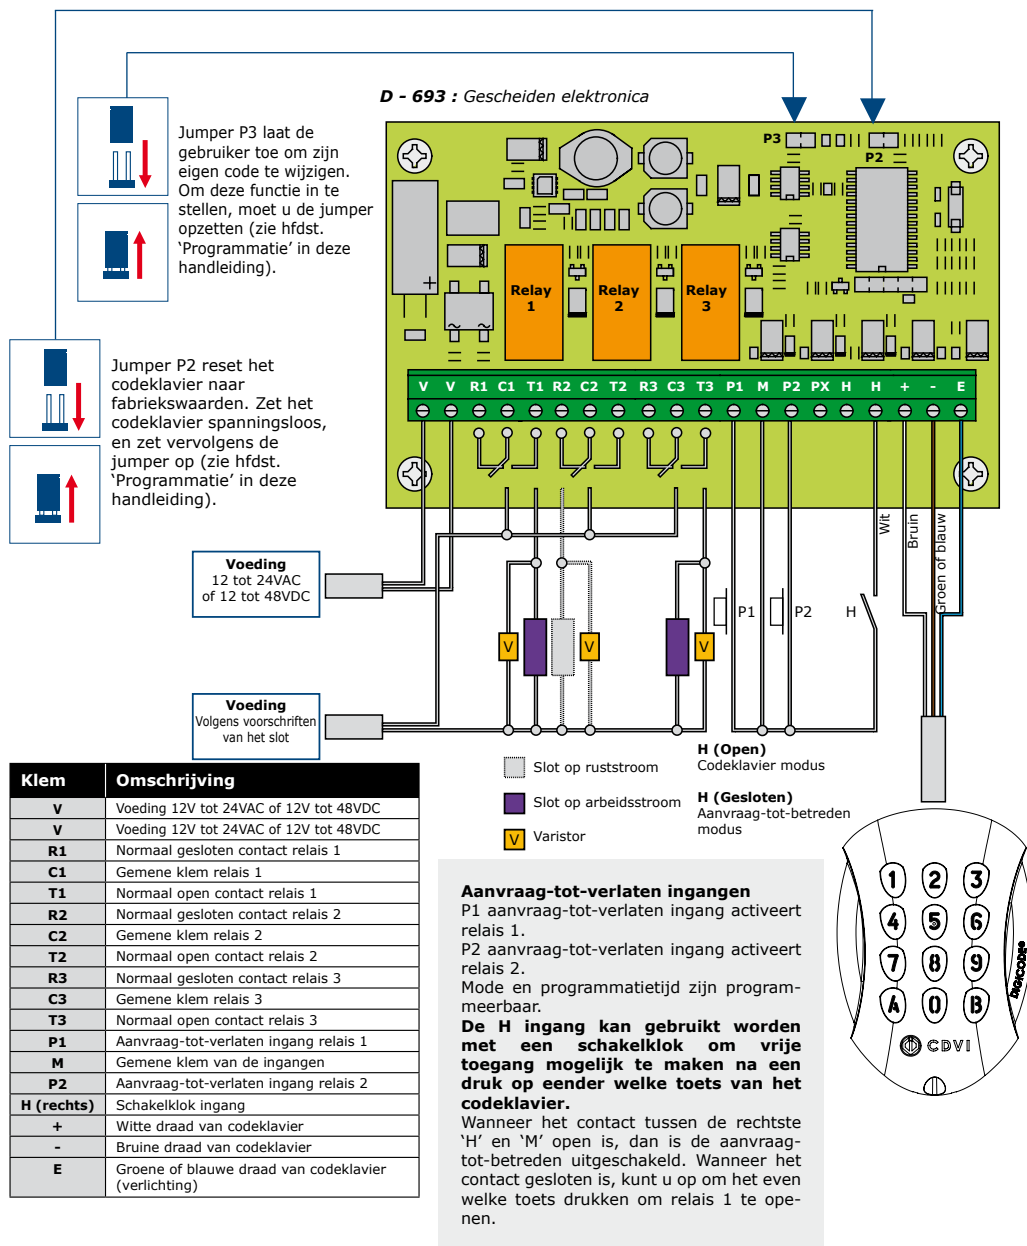 D - 693 : Gescheiden elektronica
Jumper P3 laat de
gebruiker toe om zijn
eigen code te wijzigen.
Om deze functie in te
stellen, moet u de jumper
opzetten (zie hfdst.
‘Programmatie’ in deze
handleiding).
Jumper P2 reset het
codeklavier naar
fabriekswaarden. Zet het
codeklavier spanningsloos,
en zet vervolgens de
jumper op (zie hfdst.
‘Programmatie’ in deze
handleiding).
P3
P2
+
~ ~
Relay
1
Relay
2
Relay
3
V V R1 C1 T1 R2 C2 T2 R3 C3 T3 P1 M P2 PX H H + - E
Wit
Bruin
Groen of blauw
Voeding
12 tot 24VAC
of 12 tot 48VDC
P1
P2
H
V
V
V
Voeding
Volgens voorschriften
van het slot
Slot op ruststroom
Slot op arbeidsstroom
V Varistor
H (Open)
Codeklavier modus
H (Gesloten)
Aanvraag-tot-betreden
modus
Klem Omschrijving
V Voeding 12V tot 24VAC of 12V tot 48VDC
V Voeding 12V tot 24VAC of 12V tot 48VDC
R1 Normaal gesloten contact relais 1
C1 Gemene klem relais 1
T1 Normaal open contact relais 1
R2 Normaal gesloten contact relais 2
C2 Gemene klem relais 2
T2 Normaal open contact relais 2
R3 Normaal gesloten contact relais 3
C3 Gemene klem relais 3
T3 Normaal open contact relais 3
P1 Aanvraag-tot-verlaten ingang relais 1
M Gemene klem van de ingangen
P2 Aanvraag-tot-verlaten ingang relais 2
H (rechts) Schakelklok ingang
+ Witte draad van codeklavier
- Bruine draad van codeklavier
E Groene of blauwe draad van codeklavier
(verlichting)
Aanvraag-tot-verlaten ingangen
P1 aanvraag-tot-verlaten ingang activeert
relais 1.
P2 aanvraag-tot-verlaten ingang activeert
relais 2.
Mode en programmatietijd zijn program-
meerbaar.
De H ingang kan gebruikt worden
met een schakelklok om vrije
toegang mogelijk te maken na een
druk op eender welke toets van het
codeklavier.
Wanneer het contact tussen de rechtste
‘H’ en ‘M’ open is, dan is de aanvraag-
tot-betreden uitgeschakeld. Wanneer het
contact gesloten is, kunt u op om het even
welke toets drukken om relais 1 te ope-
nen.
1 2 3
4 5 6
7 8 9
A 0 B
DIGICODE®
CDVI